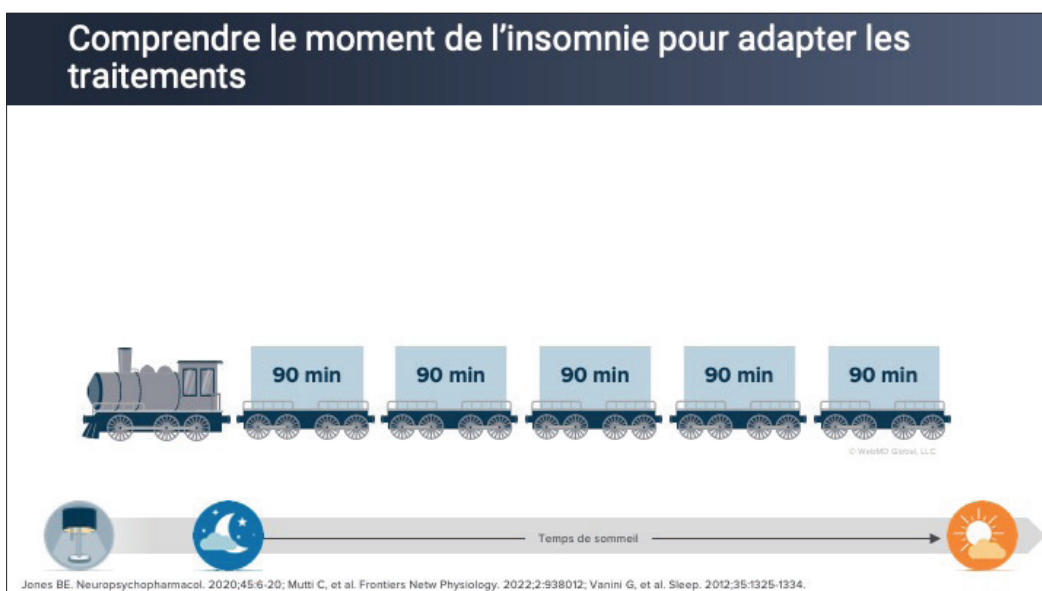 Comprendre le moment de l'insomnie pour adapter les
traitements
90 min
90 min
90 min
90 min
90 min
© WebMD Global, LLC
Temps de sommeil
Jones BE. Neuropsychopharmacol. 2020;45:6-20; Mutti C, et al. Frontiers Netw Physiology. 2022;2:938012; Vanini G, et al. Sleep. 2012;35:1325-1334.